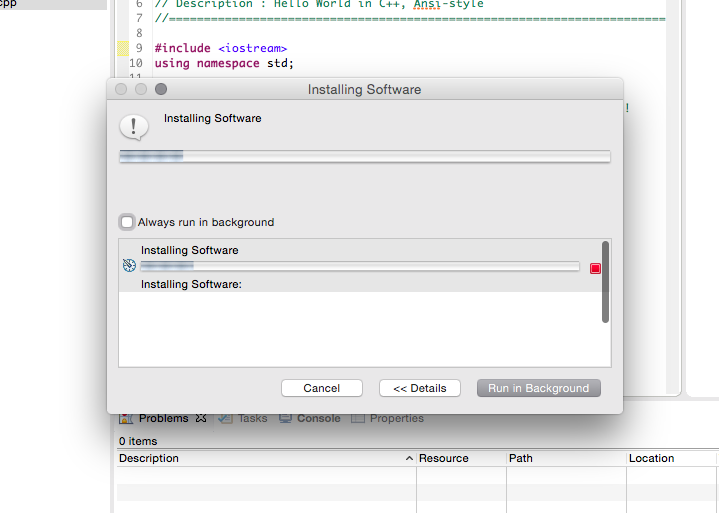 cpp
6 // Description : Hello World in C++, Ansi-style
7 //============================================================================
8
9 #include <iostream>
10 using namespace std;
11
!
Installing Software
Installing Software
Always run in background
Installing Software
Installing Software:
Cancel
<< Details
Run in Background
Problems
Tasks
Console
Properties
0 items
Description Resource Path Location